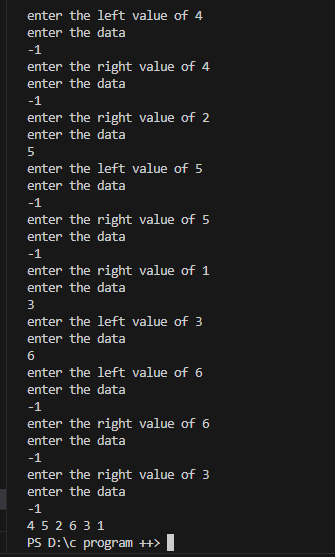 enter the left value of 4
enter the data
-1
enter the right value of 4
enter the data
-1
enter the right value of 2
enter the data
5
enter the left value of 5
enter the data
-1
enter the right value of 5
enter the data
-1
enter the right value of 1
enter the data
3
enter the left value of 3
enter the data
6
enter the left value of 6
enter the data
-1
enter the right value of 6
enter the data
-1
enter the right value of 3
enter the data
-1
4 5 2 6 3 1
PS D:\c program ++>